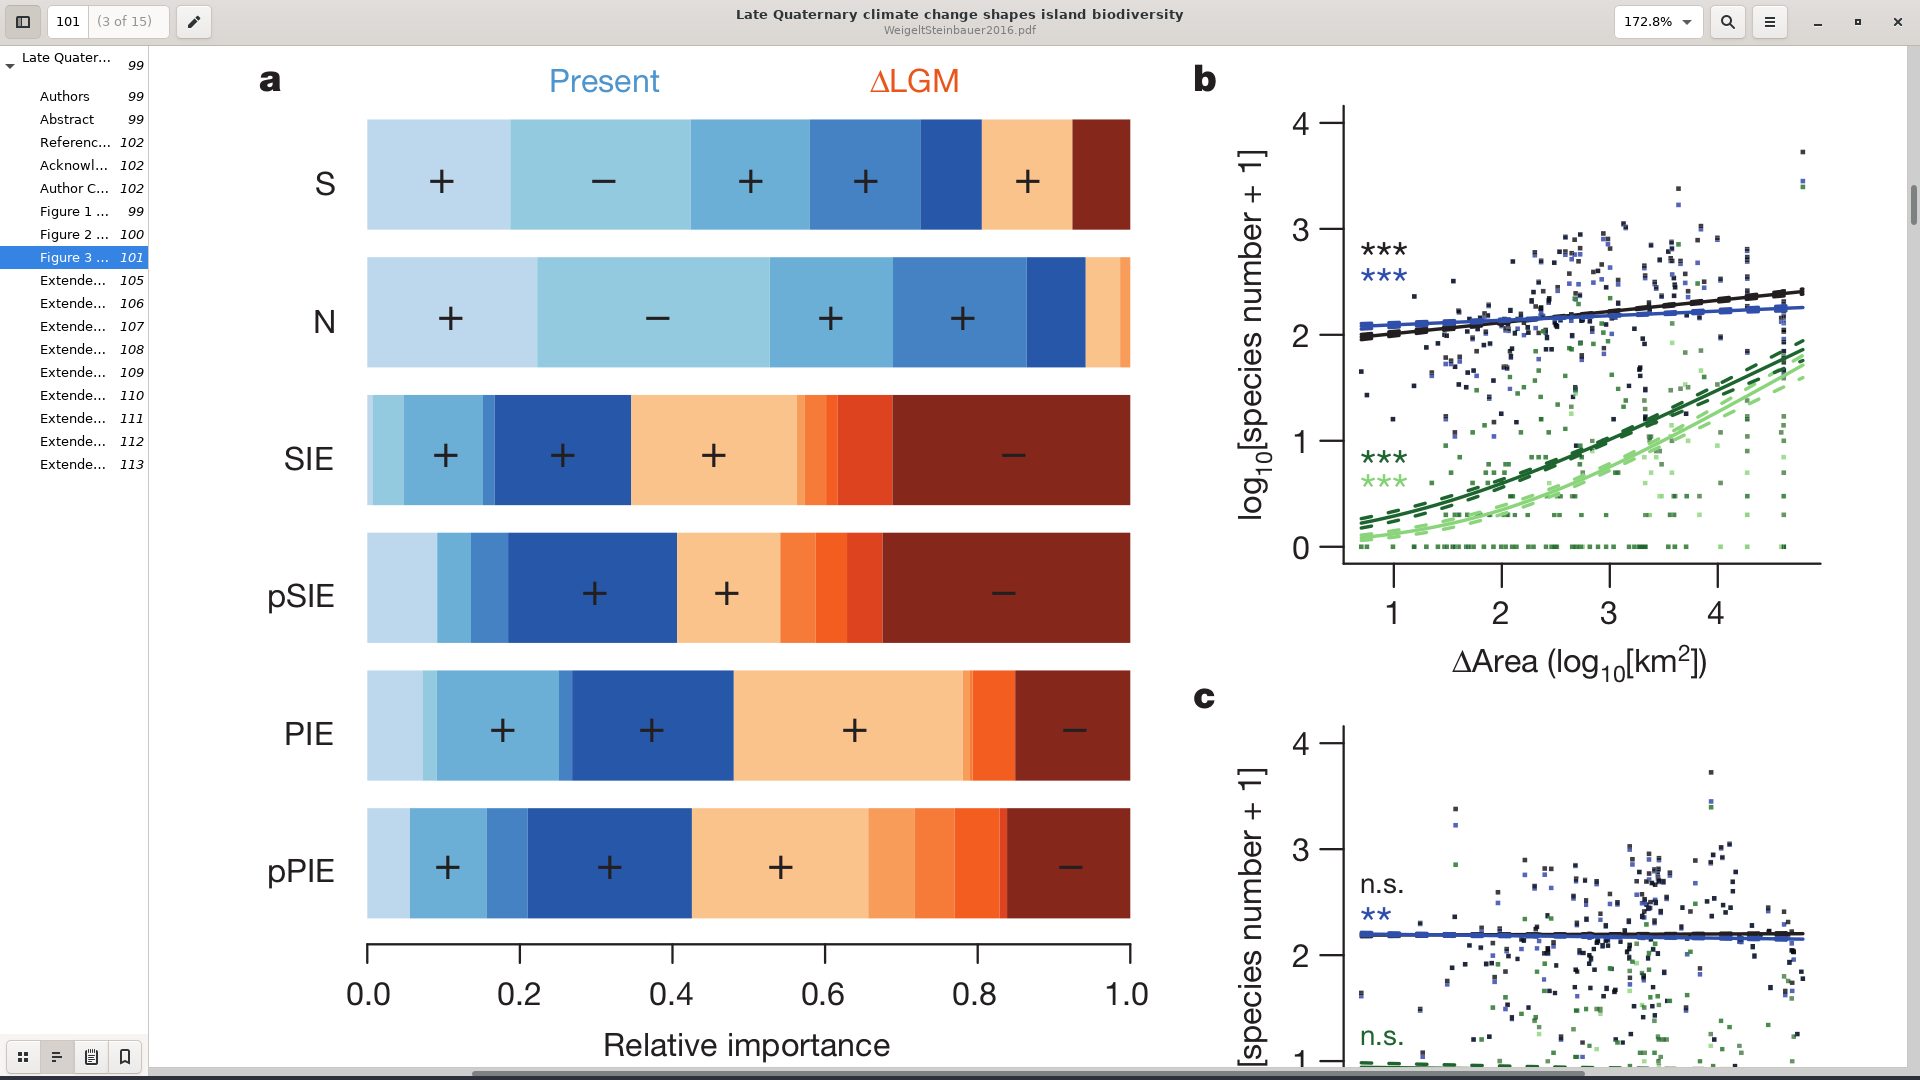 101 (3 of 15)
Late Quaternary climate change shapes island biodiversity
WeigeltSteinbauer2016.pdf
172.8%
Late Quater... 99
Authors 99
Abstract 99
Referenc... 102
Acknowl... 102
Author C... 102
Figure 1 ... 99
Figure 2 ... 100
Figure 3 ... 101
Extende... 105
Extende... 106
Extende... 107
Extende... 108
Extende... 109
Extende... 110
Extende... 111
Extende... 112
Extende... 113
a
Present ΔLGM
S + − + + +
N + − + +
SIE + + + −
pSIE + + −
PIE + + + −
pPIE + + + −
0.0 0.2 0.4 0.6 0.8 1.0
Relative importance
b
log10[species number + 1]
4
3
2
1
0
***
***
***
***
1 2 3 4
ΔArea (log10[km2])
c
[species number + 1]
4
3
2
1
n.s.
**
n.s.